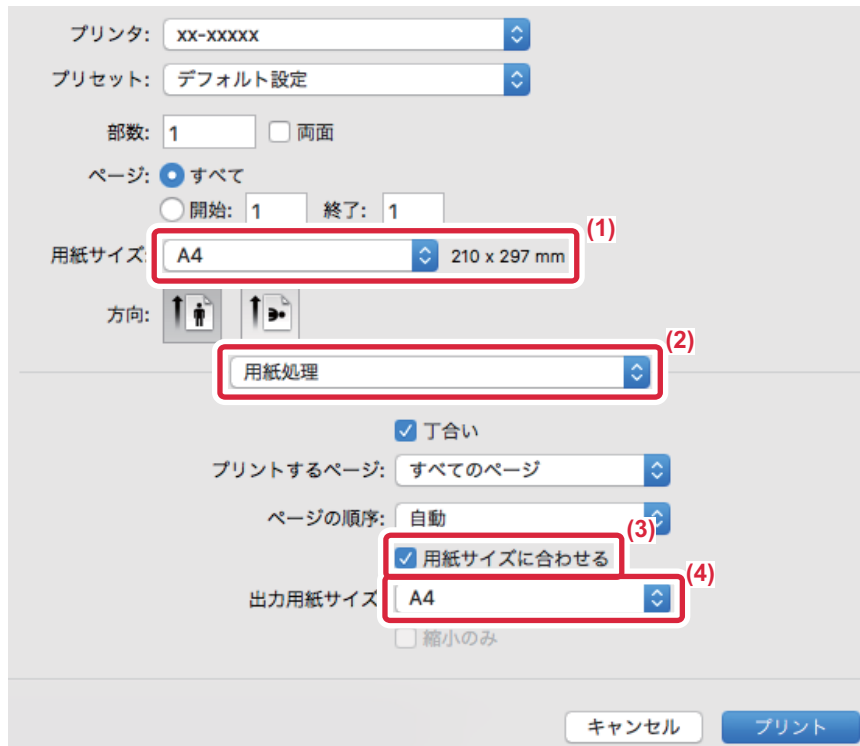 プリンタ: xx-xxxxx
プリセット: デフォルト設定
部数: 1 両面
ページ: すべて
開始: 1 終了: 1
(1)
用紙サイズ: A4 210 x 297 mm
方向:
(2)
用紙処理
丁合い
プリントするページ: すべてのページ
ページの順序: 自動
(3)
用紙サイズに合わせる
(4)
出力用紙サイズ A4
縮小のみ
キャンセル プリント